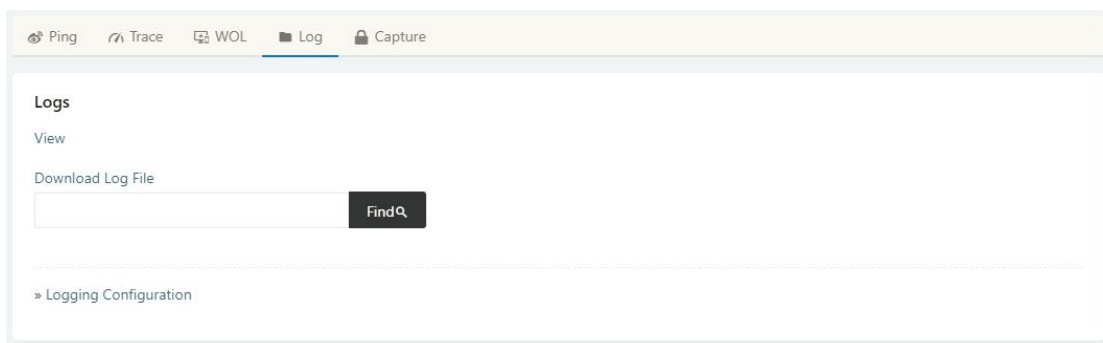 Ping Trace WOL Log Capture
Logs
View
Download Log File
Find
» Logging Configuration